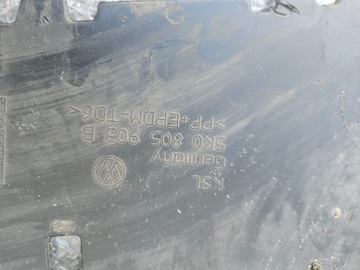 KSL
Germany
5K0 805 903 B
>PP+EPDM-TD6<